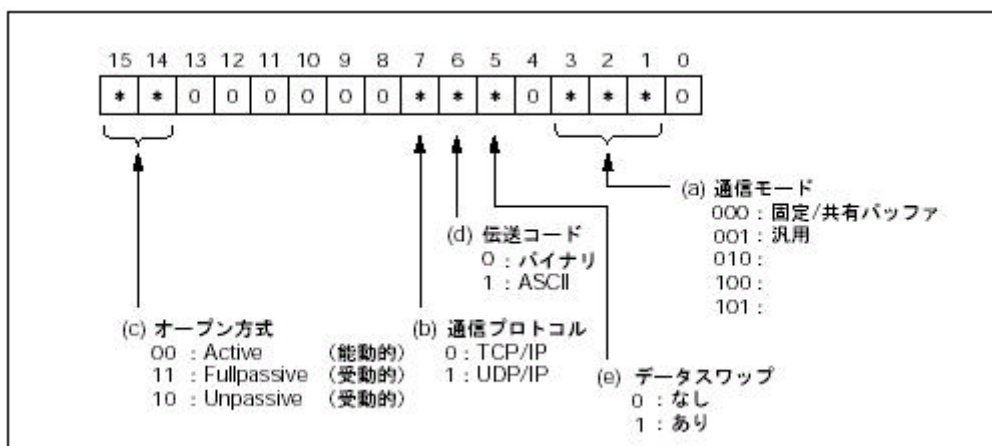 15 14 13 12 11 10 9 8 7 6 5 4 3 2 1 0
* * 0 0 0 0 0 0 * * * 0 * * * 0
(a) 通信モード
000 : 固定/共有バッファ
001 : 汎用
010 :
100 :
101 :
(d) 伝送コード
0 : バイナリ
1 : ASCII
(c) オープン方式
00 : Active (能動的)
11 : Fullpassive (受動的)
10 : Unpassive (受動的)
(b) 通信プロトコル
0 : TCP/IP
1 : UDP/IP
(e) データスワップ
0 : なし
1 : あり